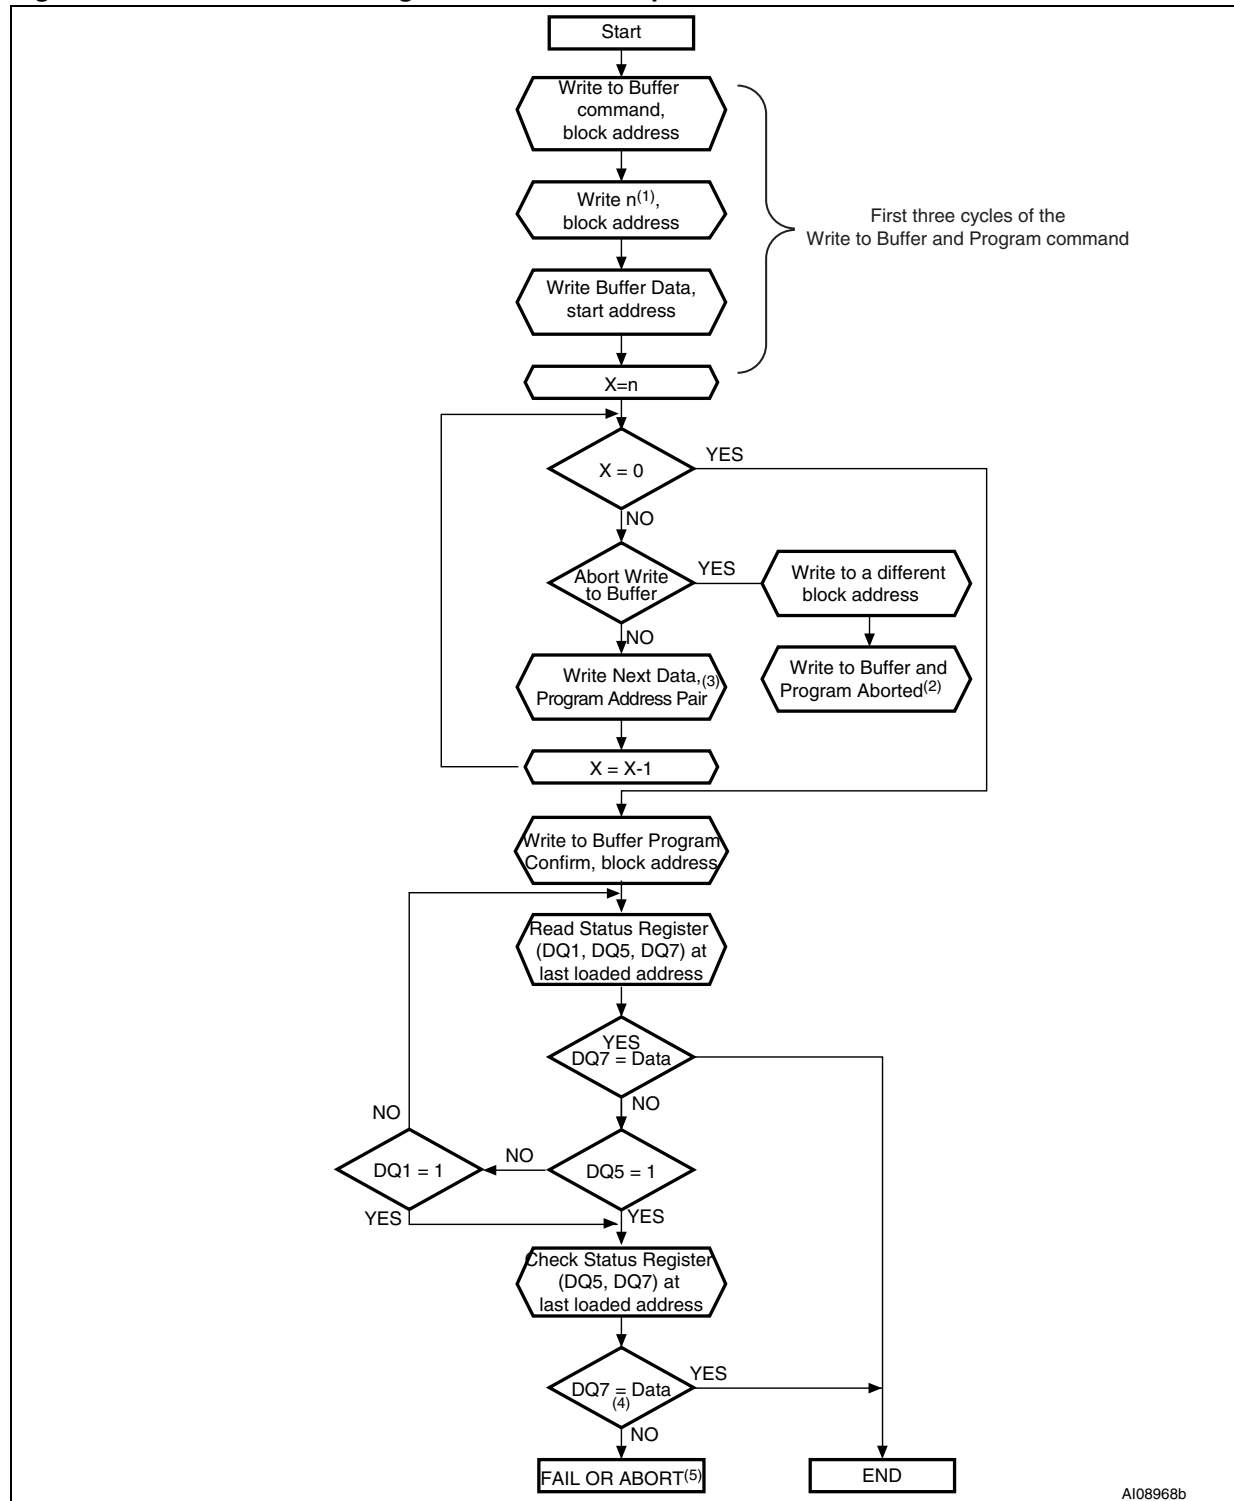 Start
Write to Buffer
command,
block address
Write n(1),
block address
First three cycles of the
Write to Buffer and Program command
Write Buffer Data,
start address
X=n
X = 0
YES
NO
Abort Write
to Buffer
YES
Write to a different
block address
NO
Write Next Data,(3)
Program Address Pair
Write to Buffer and
Program Aborted(2)
X = X-1
Write to Buffer Program
Confirm, block address
Read Status Register
(DQ1, DQ5, DQ7) at
last loaded address
YES
DQ7 = Data
NO
NO
DQ1 = 1
NO
DQ5 = 1
YES
YES
Check Status Register
(DQ5, DQ7) at
last loaded address
YES
DQ7 = Data
(4)
NO
FAIL OR ABORT(5)
END
AI08968b